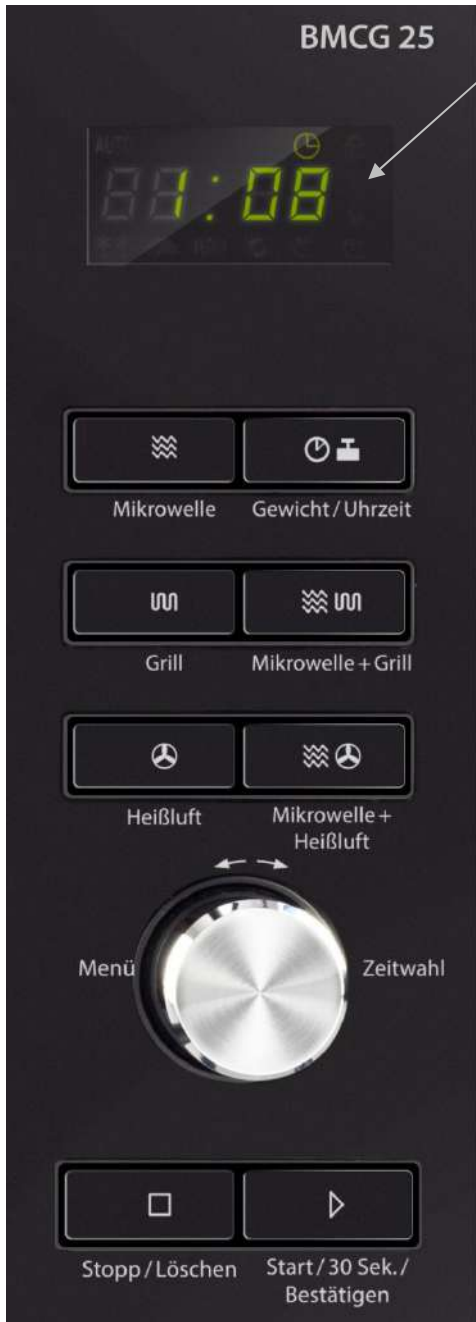 BMCG 25
1:08
Mikrowelle
Gewicht / Uhrzeit
Grill
Mikrowelle + Grill
Heißluft
Mikrowelle +
Heißluft
Menü
Zeitwahl
Stopp / Löschen
Start / 30 Sek. /
Bestätigen